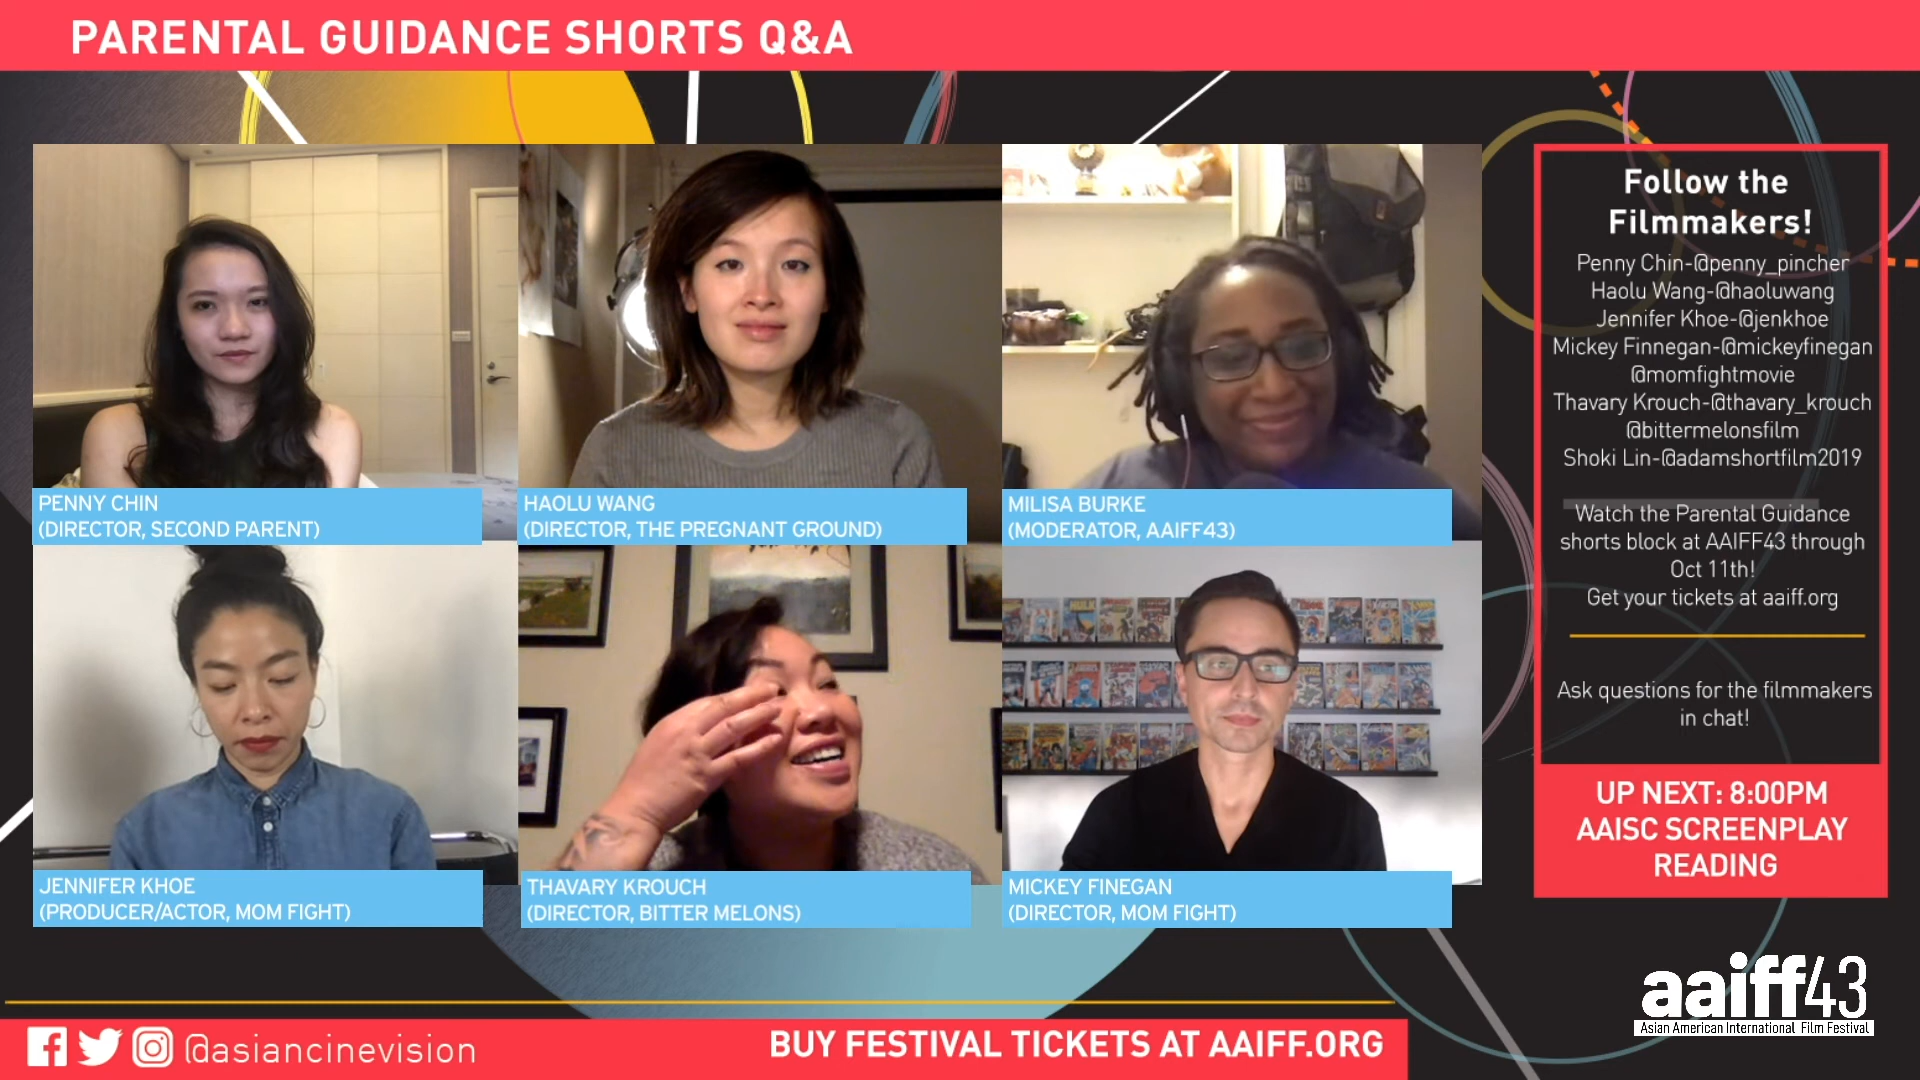 PARENTAL GUIDANCE SHORTS Q&A
PENNY CHIN
(DIRECTOR, SECOND PARENT)
HAOLU WANG
(DIRECTOR, THE PREGNANT GROUND)
MILISA BURKE
(MODERATOR, AAIFF43)
JENNIFER KHOE
(PRODUCER/ACTOR, MOM FIGHT)
THAVARY KROUCH
(DIRECTOR, BITTER MELONS)
MICKEY FINEGAN
(DIRECTOR, MOM FIGHT)
Follow the
Filmmakers!
Penny Chin-@penny_pincher
Haolu Wang-@haoluwang
Jennifer Khoe-@jenkhoe
Mickey Finnegan-@mickeyfinegan
@momfightmovie
Thavary Krouch-@thavary_krouch
@bittermelonsfilm
Shoki Lin-@adamshortfilm2019
Watch the Parental Guidance
shorts block at AAIFF43 through
Oct 11th!
Get your tickets at aaiff.org
Ask questions for the filmmakers
in chat!
UP NEXT: 8:00PM
AAISC SCREENPLAY
READING
aaiff43
Asian American International Film Festival
@asiancinevision
BUY FESTIVAL TICKETS AT AAIFF.ORG